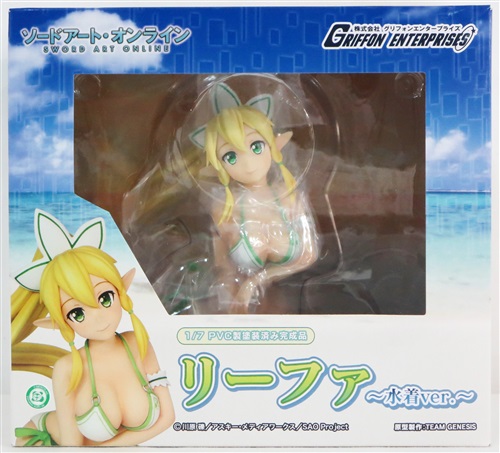 ソードアート・オンライン
SWORD ART ONLINE
株式会社 グリフォンエンタープライズ
GRIFFON ENTERPRISES
1/7 PVC製塗装済み完成品
リーファ
～水着ver.～
©川原 礫／アスキー・メディアワークス／SAO Project
原型製作:TEAM GENESIS